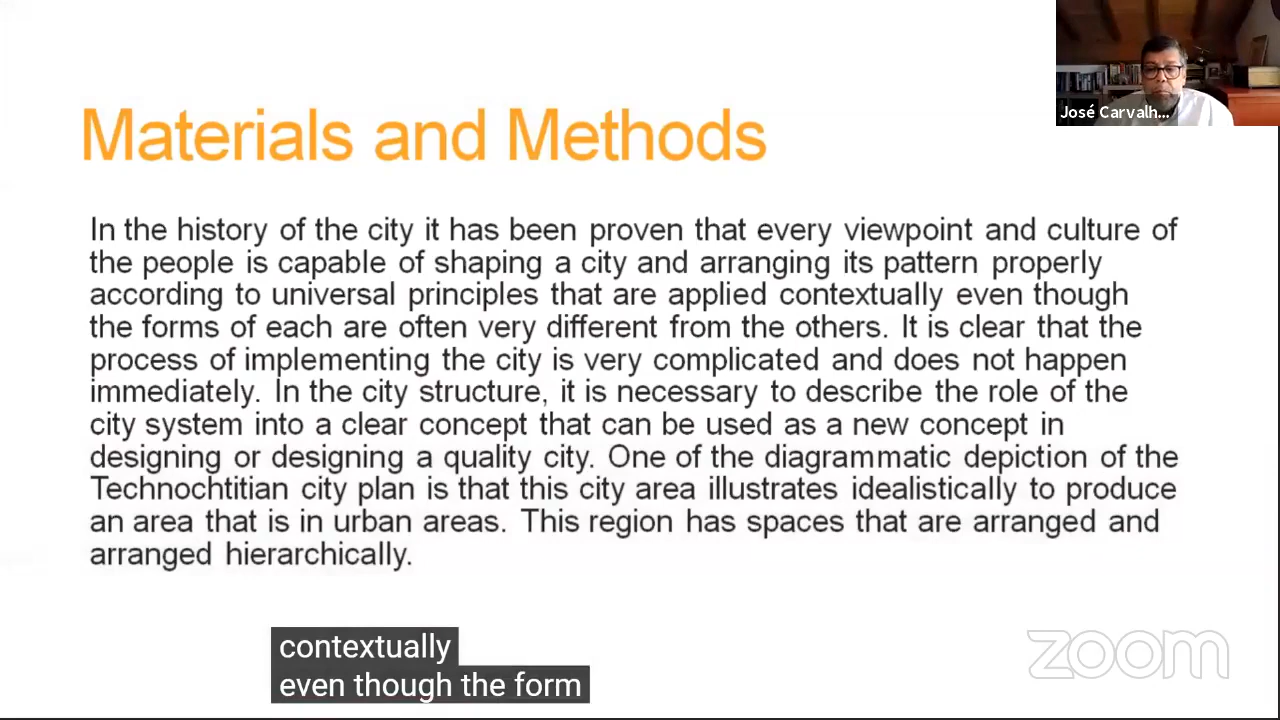 José Carvalh...
Materials and Methods
In the history of the city it has been proven that every viewpoint and culture of
the people is capable of shaping a city and arranging its pattern properly
according to universal principles that are applied contextually even though
the forms of each are often very different from the others. It is clear that the
process of implementing the city is very complicated and does not happen
immediately. In the city structure, it is necessary to describe the role of the
city system into a clear concept that can be used as a new concept in
designing or designing a quality city. One of the diagrammatic depiction of the
Technochtitian city plan is that this city area illustrates idealistically to produce
an area that is in urban areas. This region has spaces that are arranged and
arranged hierarchically.
contextually
even though the form
zoom